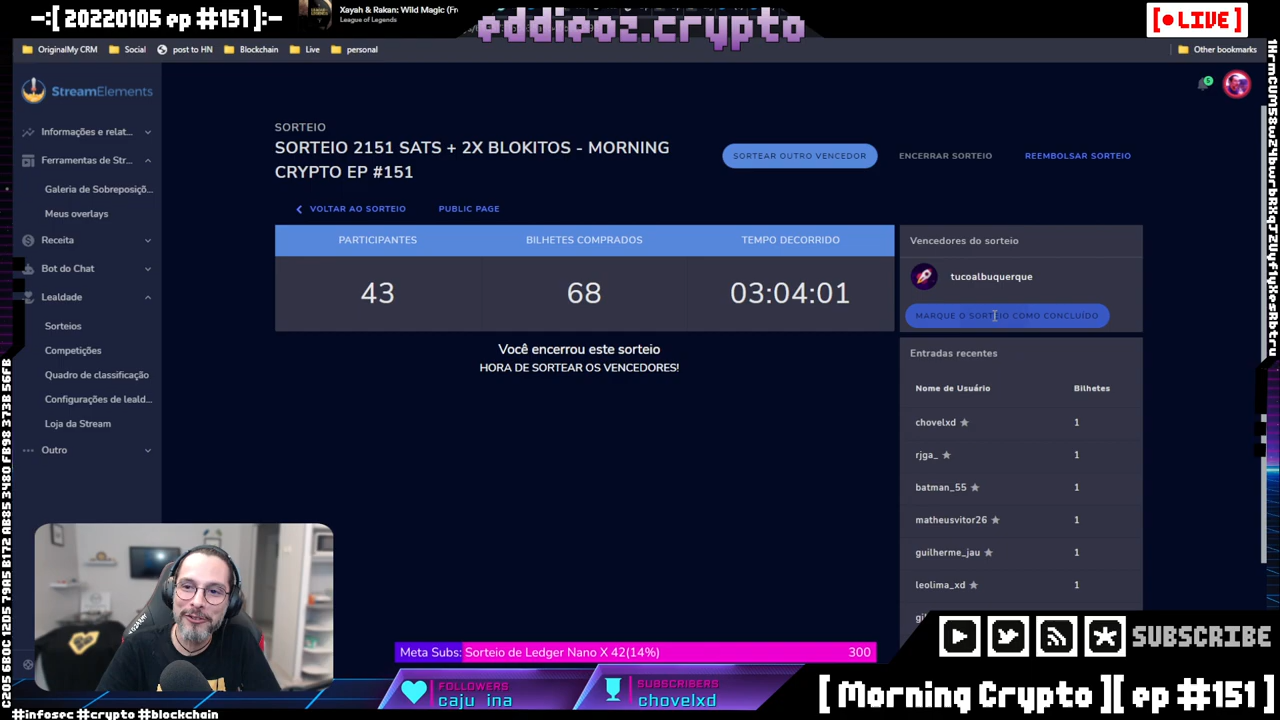 -:[ 20220105 ep #151 ]:-
Xayah & Rakan: Wild Magic (Fr
League of Legends
eddieoz.crypto
[●LIVE ]
OriginalMy CRM
Social
post to HN
Blockchain
Live
personal
Other bookmarks
StreamElements
6
Informações e relat...
Ferramentas de Str...
Galeria de Sobreposiçõ...
Meus overlays
Receita
Bot do Chat
Lealdade
Sorteios
Competições
Quadro de classificação
Configurações de leald...
Loja da Stream
Outro
SORTEIO
SORTEIO 2151 SATS + 2X BLOKITOS - MORNING
CRYPTO EP #151
SORTEAR OUTRO VENCEDOR
ENCERRAR SORTEIO
REEMBOLSAR SORTEIO
VOLTAR AO SORTEIO
PUBLIC PAGE
PARTICIPANTES
BILHETES COMPRADOS
TEMPO DECORRIDO
43
68
03:04:01
Você encerrou este sorteio
HORA DE SORTEAR OS VENCEDORES!
Vencedores do sorteio
tucoalbuquerque
MARQUE O SORTEIO COMO CONCLUÍDO
Entradas recentes
Nome de Usuário Bilhetes
chovelxd 1
rjga_ 1
batman_55 1
matheusvitor26 1
guilherme_jau 1
leolima_xd 1
Meta Subs: Sorteio de Ledger Nano X 42(14%) 300
FOLLOWERS
caju_ina
SUBSCRIBERS
chovelxd
SUBSCRIBE
[ Morning Crypto ][ ep #151 ]
#infosec #crypto #blockchain